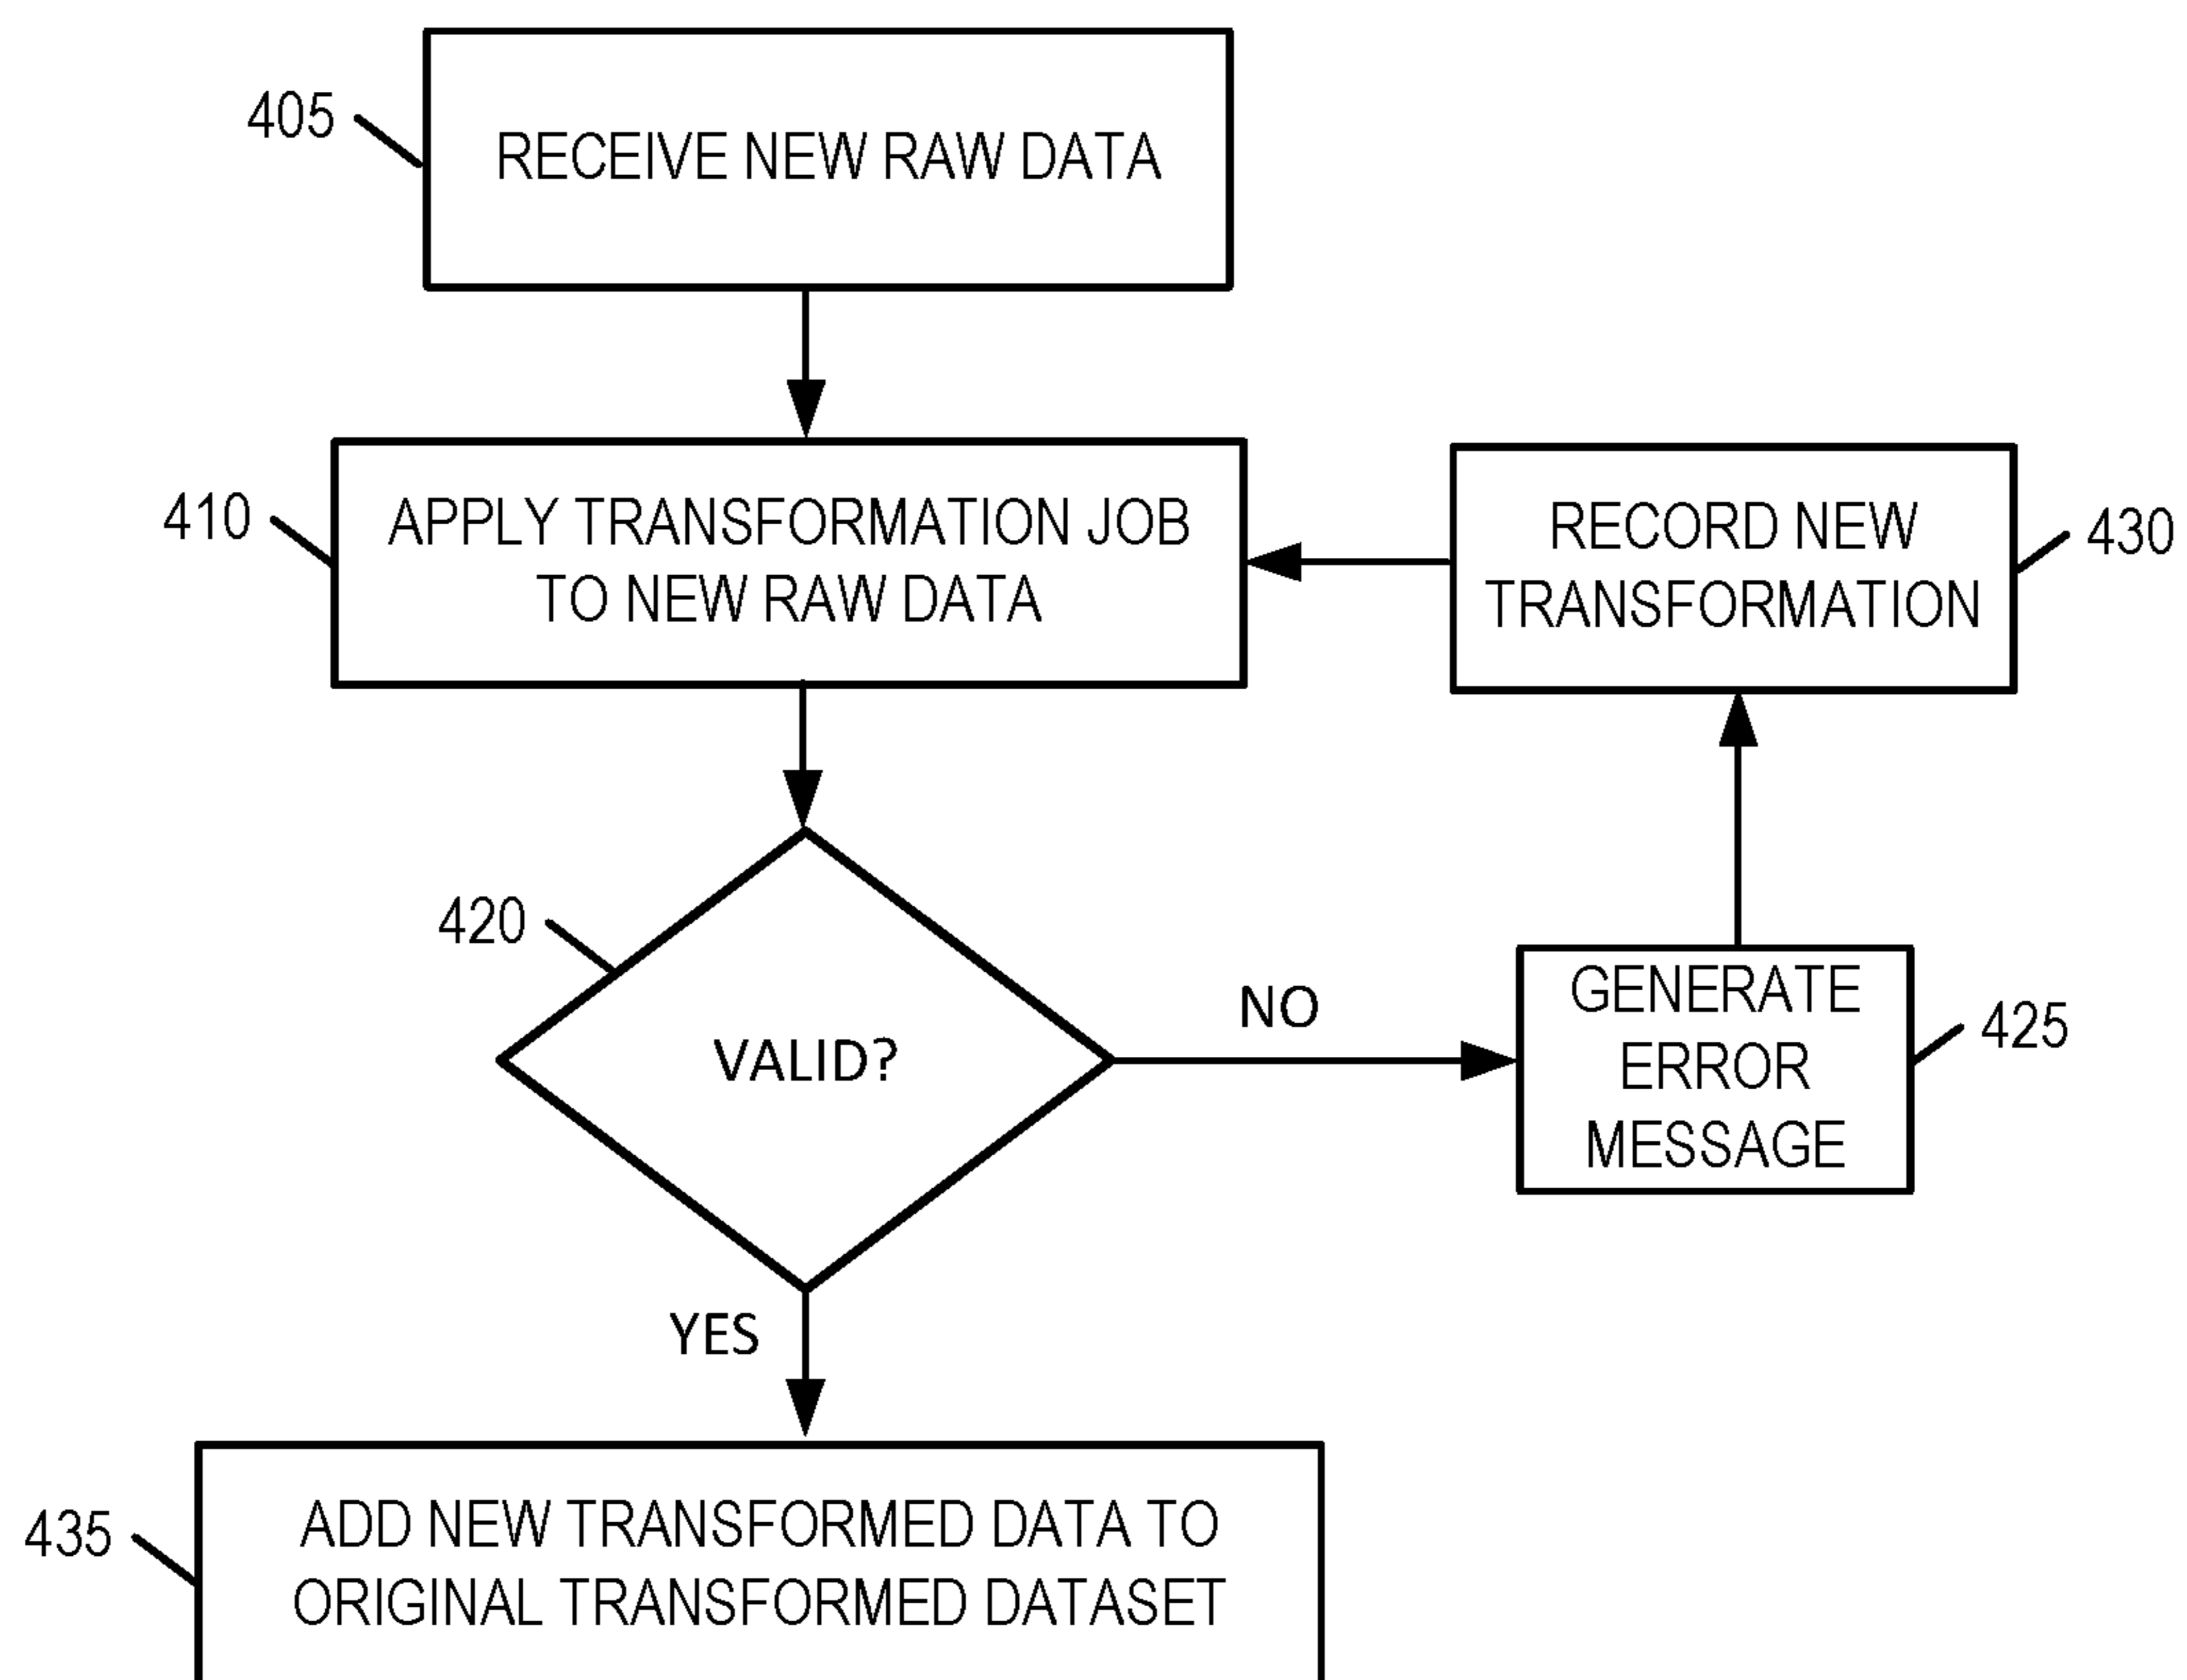 405
RECEIVE NEW RAW DATA
410
APPLY TRANSFORMATION JOB
TO NEW RAW DATA
RECORD NEW
TRANSFORMATION
430
420
VALID?
NO
GENERATE
ERROR
MESSAGE
425
YES
435
ADD NEW TRANSFORMED DATA TO
ORIGINAL TRANSFORMED DATASET